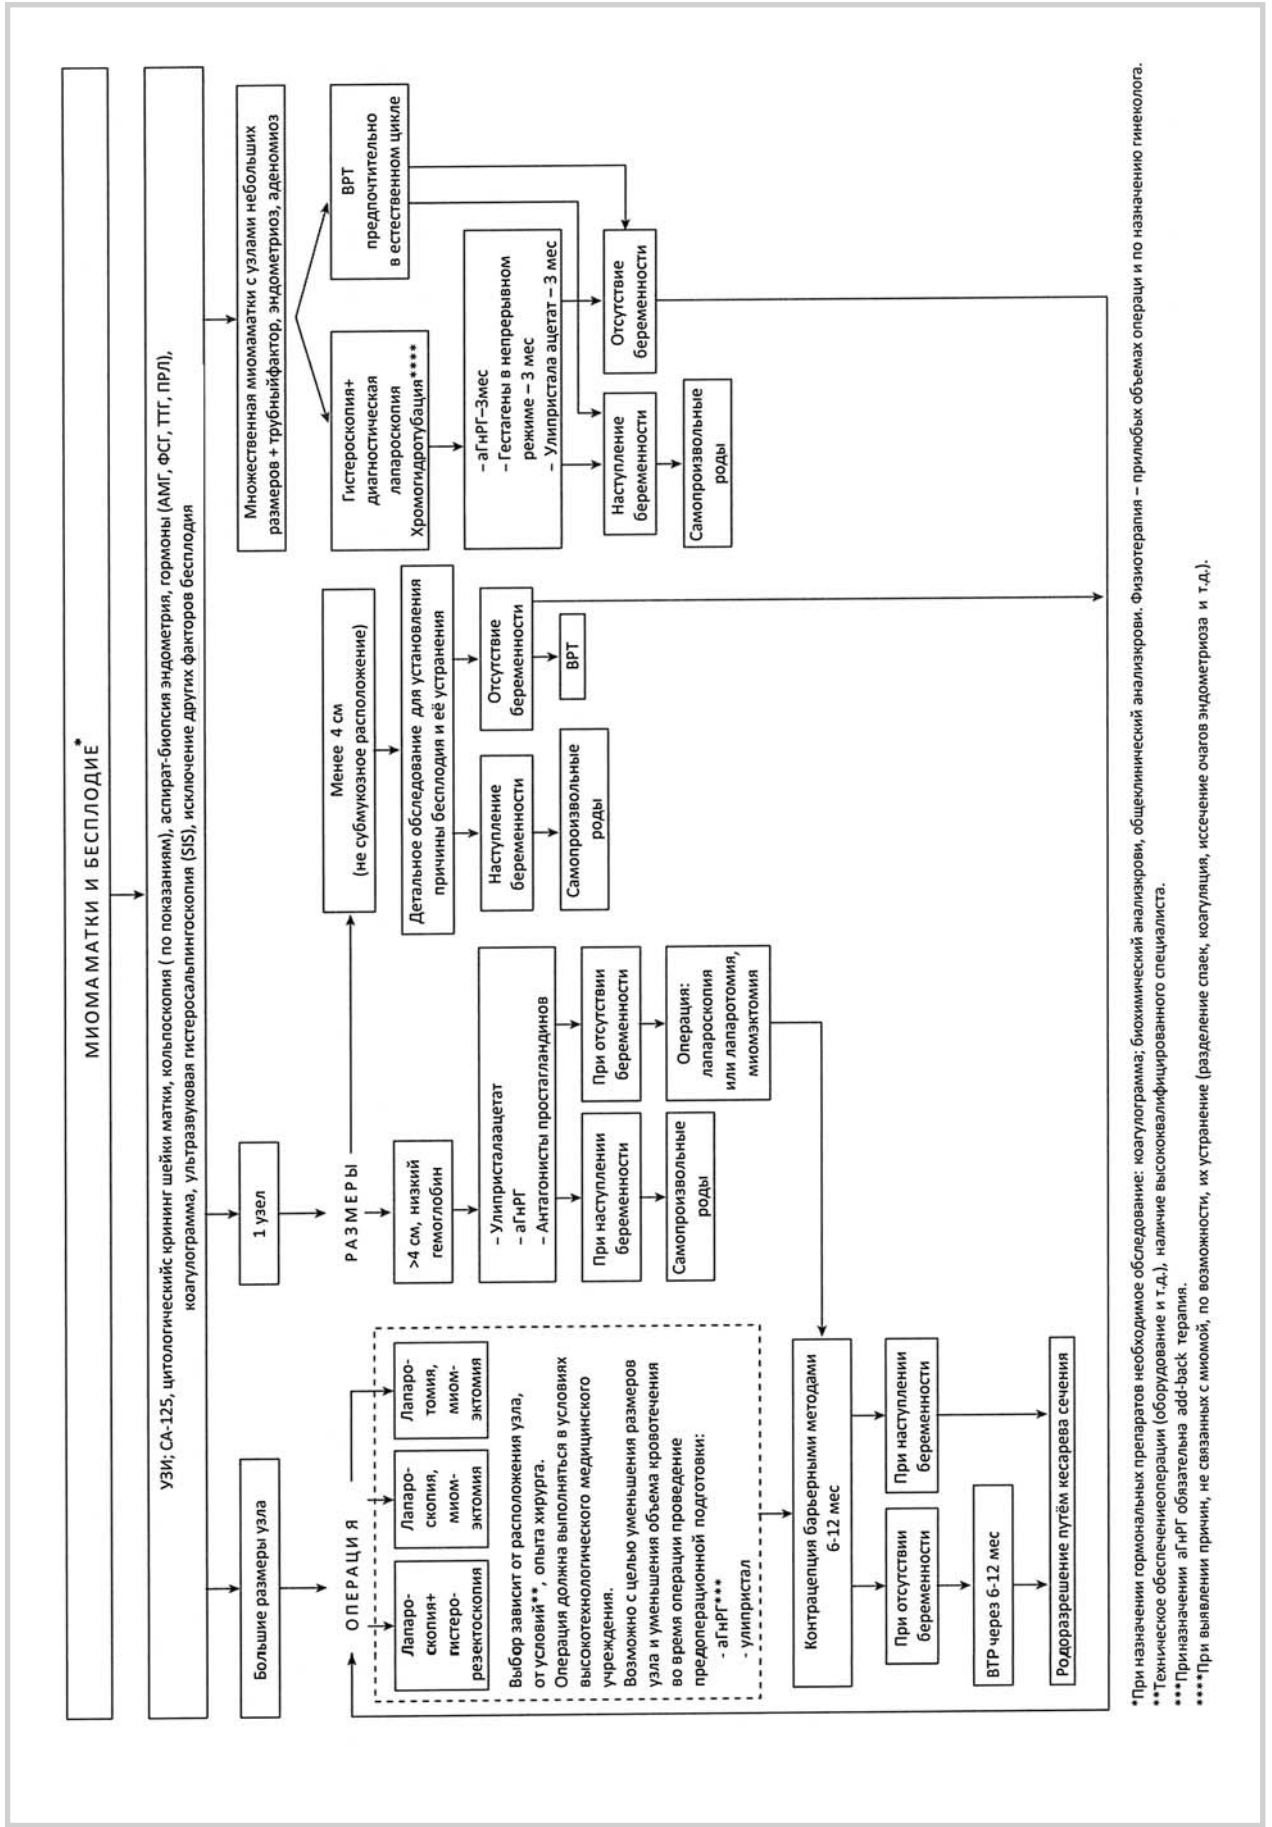 МИОМАМАТКИ И БЕСПЛОДИЕ*
УЗИ; СА-125, цитологическийс крининг шейки матки, кольпоскопия ( по показаниям), аспират-биопсия эндометрия, гормоны (АМГ, ФСГ, ТТГ, ПРЛ),
коагулограмма, ультразвуковая гистеросальпингоскопия (SIS), исключение других факторов бесплодия
Большие размеры узла
ОПЕРАЦИЯ
Лапаро-
скопия+
гистеро-
резектоскопия
Лапаро-
скопия,
миом-
эктомия
Лапаро-
томия,
миом-
эктомия
Выбор зависит от расположения узла,
от условий**, опыта хирурга.
Операция должна выполняться в условиях
высокотехнологического медицинского
учреждения.
Возможно с целью уменьшения размеров
узла и уменьшения объема кровотечения
во время операции проведение
предоперационной подготовки:
- аГнРГ***
- улипристал
Контрацепция барьерными методами
6-12 мес
При отсутствии
беременности
При наступлении
беременности
ВТР через 6-12 мес
Родоразрешение путём кесарева сечения
1 узел
РАЗМЕРЫ
>4 см, низкий
гемоглобин
– Улипристалаацетат
– аГнРГ
– Антагонисты простагландинов
При наступлении
беременности
При отсутствии
беременности
Самопроизвольные
роды
Операция:
лапароскопия
или лапаротомия,
миомэктомия
Менее 4 см
(не субмукозное расположение)
Детальное обследование для установления
причины бесплодия и её устранения
Наступление
беременности
Отсутствие
беременности
Самопроизвольные
роды
ВРТ
Множественная миомаматки с узлами небольших
размеров + трубныйфактор, эндометриоз, аденомиоз
Гистероскопия+
диагностическая
лапароскопия
Хромогидротубация****
ВРТ
предпочтительно
в естественном цикле
– аГнРГ–3мес
– Гестагены в непрерывном
режиме – 3 мес
– Улипристала ацетат – 3 мес
Наступление
беременности
Отсутствие
беременности
Самопроизвольные
роды
*При назначении гормональных препаратов необходимое обследование: коагулограмма; биохимический анализкрови, общеклинический анализкрови. Физиотерапия – прилюбых объемах операци и по назначению гинеколога.
**Техническое обеспечениеоперации (оборудование и т.д.), наличие высококвалифицированного специалиста.
***Приназначении аГнРГ обязательна add-back терапия.
****При выявлении причин, не связанных с миомой, по возможности, их устранение (разделение спаек, коагуляция, иссечение очагов эндометриоза и т.д.).